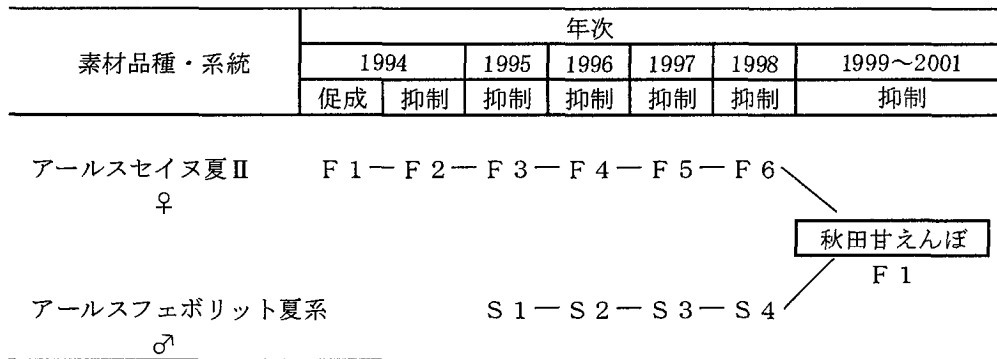 年次
素材品種・系統
1994 1995 1996 1997 1998 1999~2001
促成 抑制 抑制 抑制 抑制 抑制 抑制
アールスセイヌ夏Ⅱ F1－F2－F3－F4－F5－F6
♀
秋田甘えんぼ
F1
アールスフェボリット夏系 S1－S2－S3－S4
♂